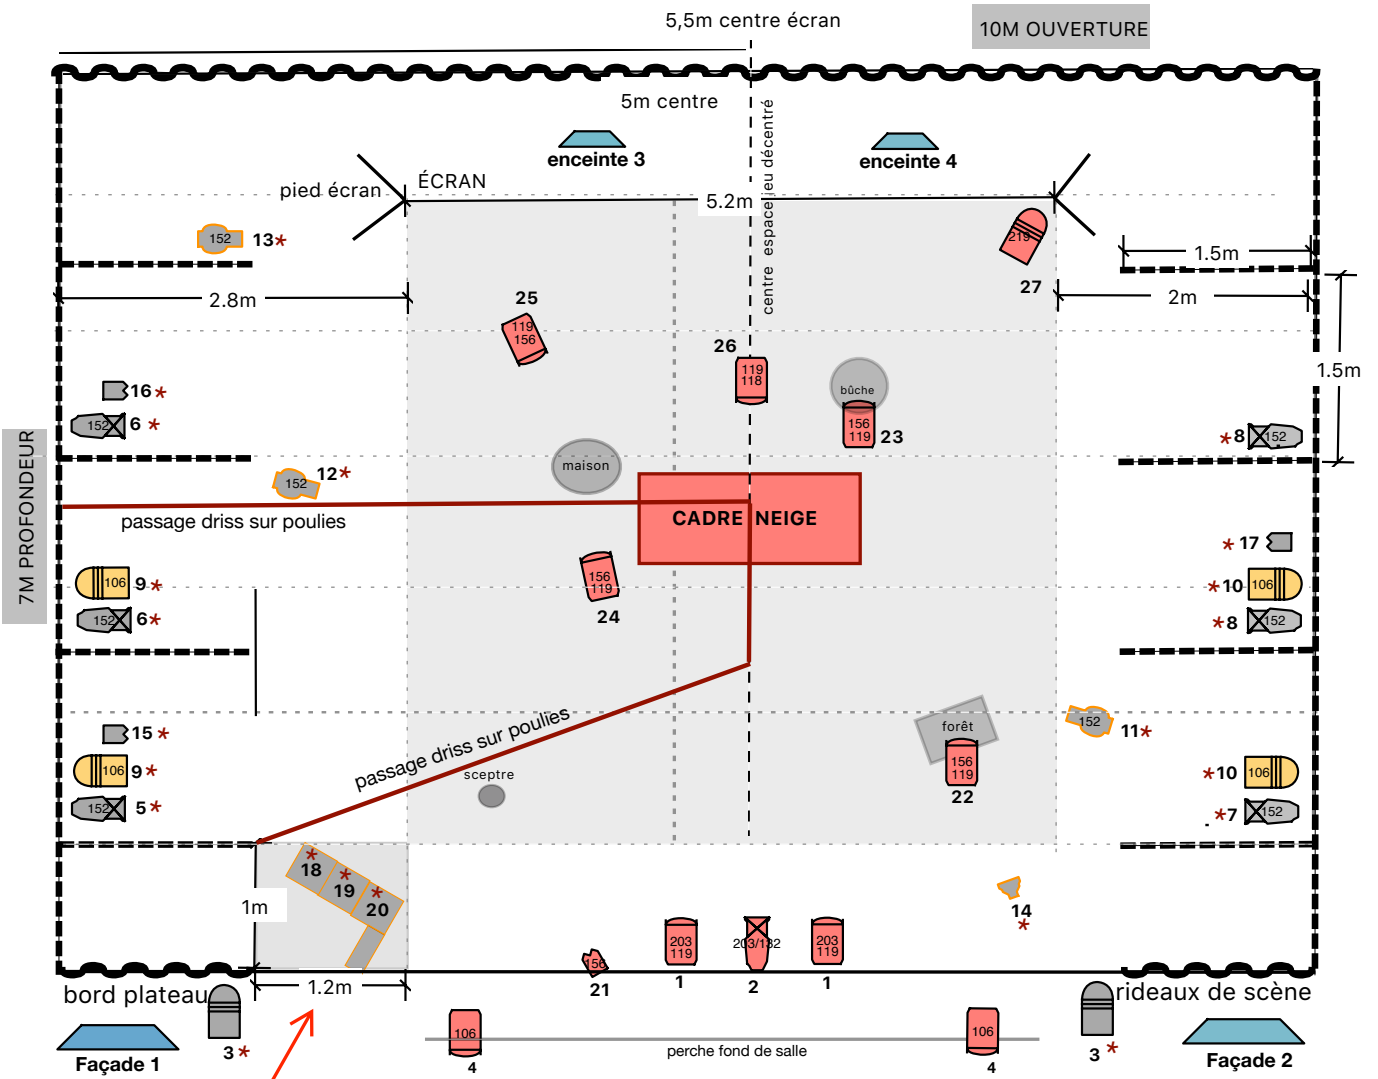 5,5m centre écran
10M OUVERTURE
5m centre
centre espace jeu décentré
enceinte 3
enceinte 4
pied écran
ÉCRAN
5.2m
152
13*
219
27
1.5m
2.8m
2m
25
119
156
26
119
118
1.5m
bûche
156
119
23
16*
152
6 *
*8
152
maison
12*
152
7M PROFONDEUR
CADRE NEIGE
passage driss sur poulies
*17
106
9*
156
119
24
*10
106
152
6*
*8
152
passage driss sur poulies
forêt
152
11*
15*
106
9*
sceptre
156
119
22
*10
106
152
5*
*7
152
*
18
*
19
*
20
1m
14
*
203
119
203/132
203
119
156
21
1
2
1
bord plateau
1.2m
rideaux de scène
Façade 1
3*
106
4
perche fond de salle
106
4
3*
Façade 2